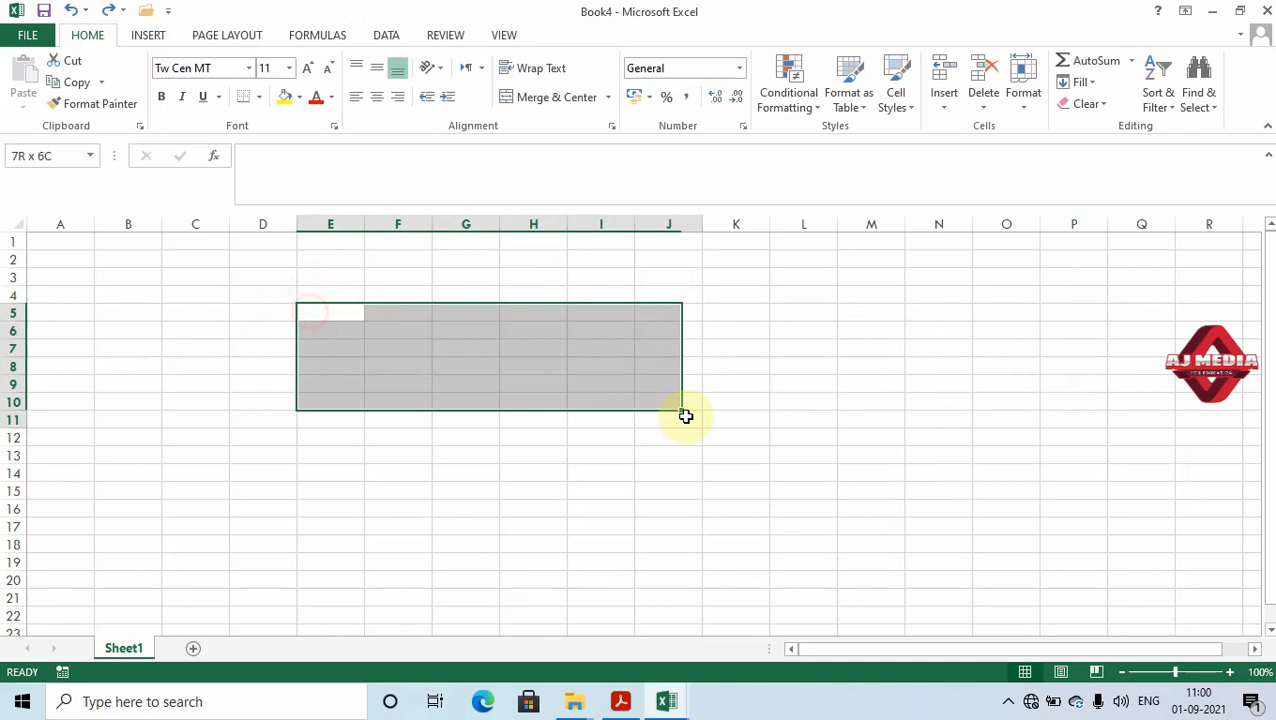 Book4 - Microsoft Excel
FILE HOME INSERT PAGE LAYOUT FORMULAS DATA REVIEW VIEW
Paste
Cut
Copy
Format Painter
Clipboard
Tw Cen MT 11
B I U
Font
Wrap Text
Merge & Center
Alignment
General
% ,
Number
Conditional Formatting
Format as Table
Cell Styles
Styles
Insert
Delete
Format
Cells
AutoSum
Fill
Clear
Sort & Filter
Find & Select
Editing
7R x 6C
fx
A B C D E F G H I J K L M N O P Q R
1
2
3
4
5
6
7
8
9
10
11
12
13
14
15
16
17
18
19
20
21
22
23
AJ MEDIA
FOR EDUCATION
Sheet1
READY
100%
Type here to search
ENG
11:00
01-09-2021
1